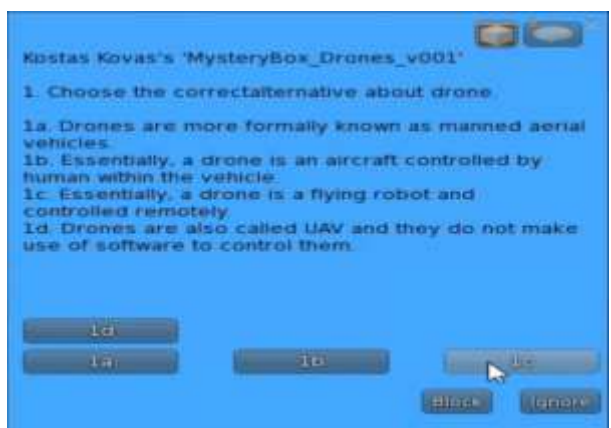 Kostas Kovas's 'MysteryBox_Drones_v001'
1. Choose the correctalternative about drone.
1a. Drones are more formally known as manned aerial
vehicles.
1b. Essentially, a drone is an aircraft controlled by
human within the vehicle.
1c. Essentially, a drone is a flying robot and
controlled remotely.
1d. Drones are also called UAV and they do not make
use of software to control them.
1d
1a 1b 1c
Block Ignore